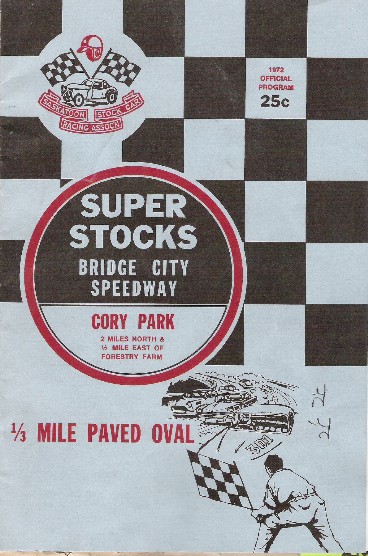 SASKATOON STOCK CAR
RACING ASSOC.
1972
OFFICIAL
PROGRAM
25c
SUPER
STOCKS
BRIDGE CITY
SPEEDWAY
CORY PARK
2 MILES NORTH &
½ MILE EAST OF
FORESTRY FARM
⅓ MILE PAVED OVAL